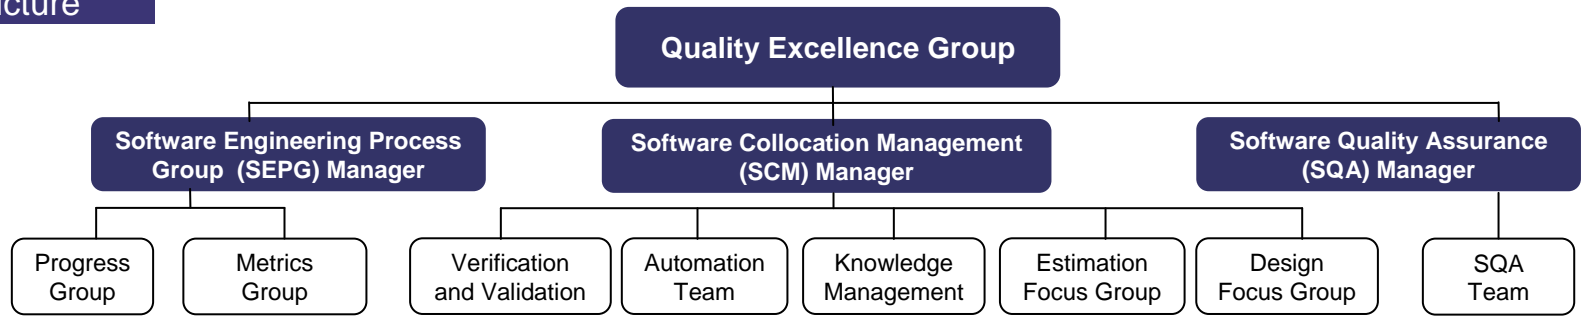 Quality Excellence Group
Software Engineering Process
Group (SEPG) Manager
Software Collocation Management
(SCM) Manager
Software Quality Assurance
(SQA) Manager
Progress
Group
Metrics
Group
Verification
and Validation
Automation
Team
Knowledge
Management
Estimation
Focus Group
Design
Focus Group
SQA
Team